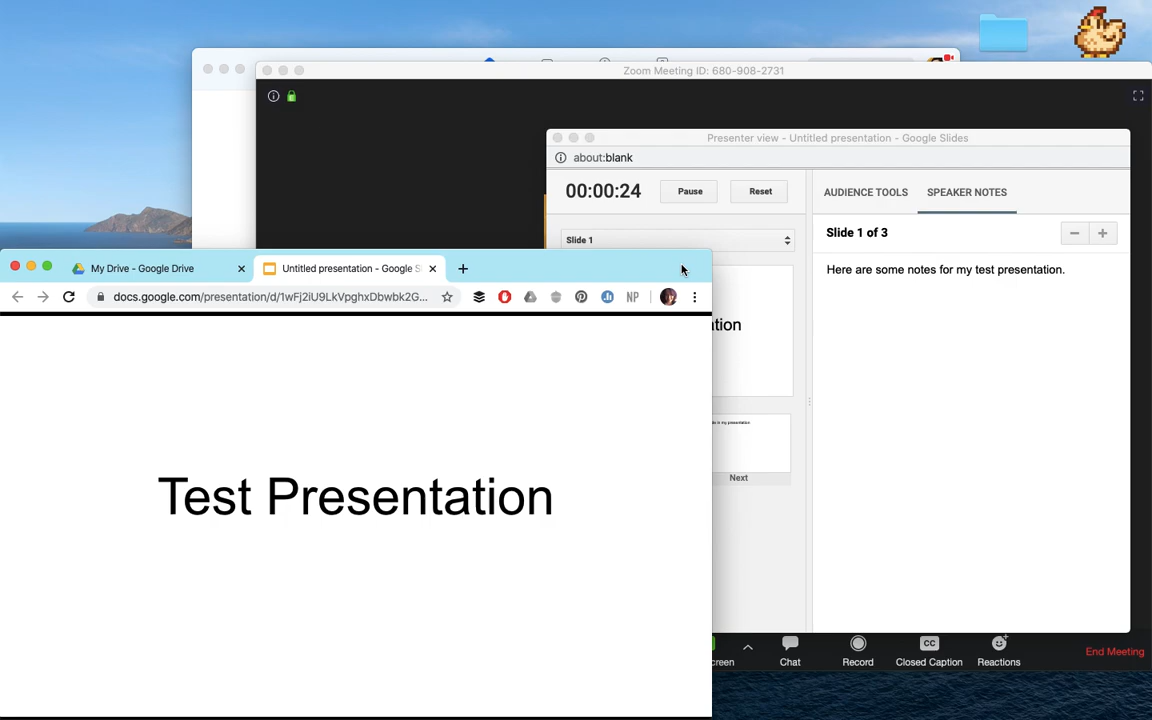 Zoom Meeting ID: 680-908-2731
Presenter view - Untitled presentation - Google Slides
about:blank
00:00:24
Pause
Reset
AUDIENCE TOOLS
SPEAKER NOTES
Slide 1
Slide 1 of 3
Here are some notes for my test presentation.
My Drive - Google Drive
Untitled presentation - Google S
docs.google.com/presentation/d/1wFj2iU9LkVpghxDbwbk2G...
NP
ation
Next
Test Presentation
creen
Chat
Record
CC
Closed Caption
Reactions
End Meeting